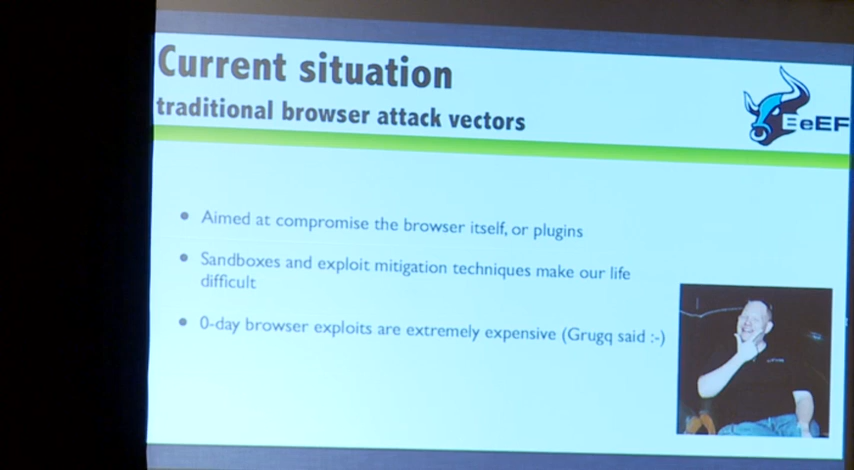 Current situation
traditional browser attack vectors
BeEF
Aimed at compromise the browser itself, or plugins
Sandboxes and exploit mitigation techniques make our life
difficult
0-day browser exploits are extremely expensive (Grugq said :-)